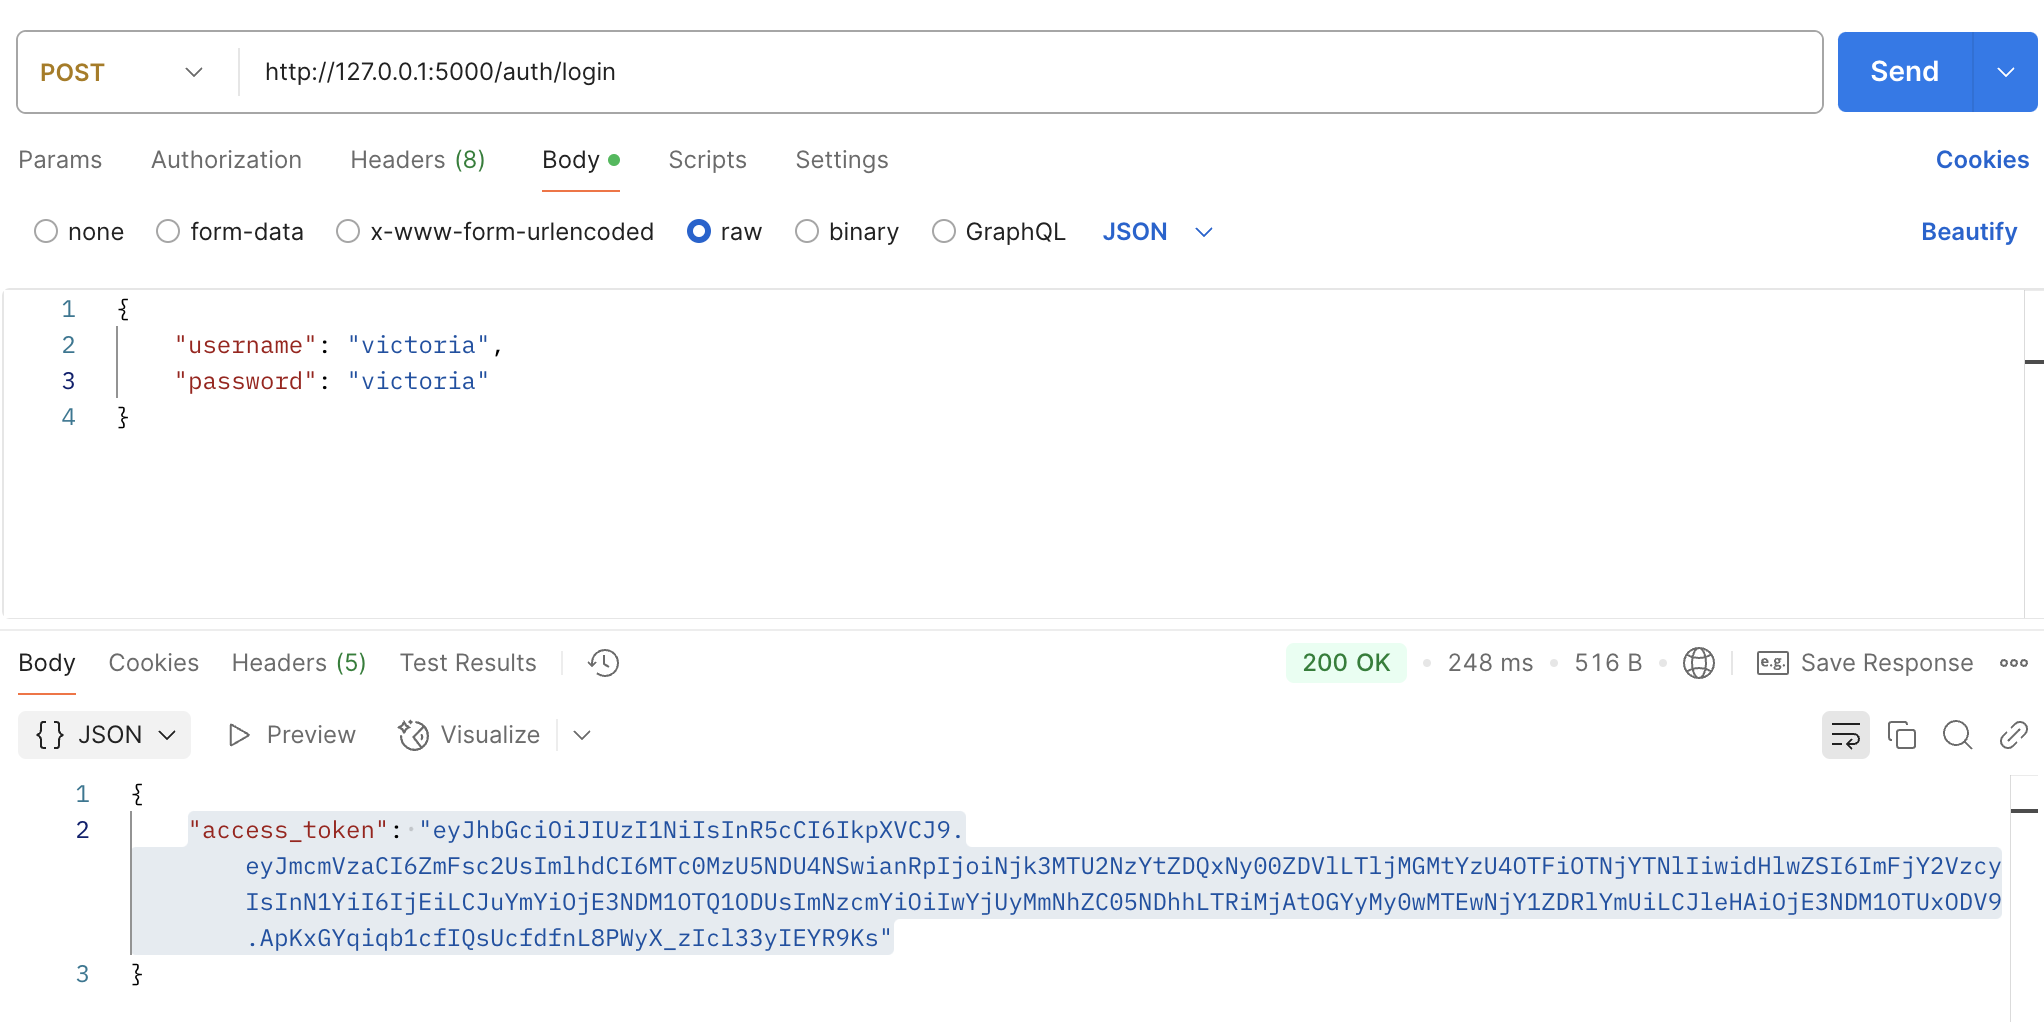 POST http://127.0.0.1:5000/auth/login Send
Params Authorization Headers (8) Body Scripts Settings Cookies
none form-data x-www-form-urlencoded raw binary GraphQL JSON Beautify
1 {
2 "username": "victoria",
3 "password": "victoria"
4 }
Body Cookies Headers (5) Test Results 200 OK • 248 ms • 516 B • e.g. Save Response
{} JSON Preview Visualize
1 {
2 "access_token": "eyJhbGciOiJIUzI1NiIsInR5cCI6IkpXVCJ9.
eyJmcmVzaCI6ZmFsc2UsImlhdCI6MTc0MzU5NDU4NSwianRpIjoiNjk3MTU2NzYtZDQxNy00ZDVlLTljMGMtYzU4OTFiOTNjYTNlIiwidHlwZSI6ImFjY2Vzcy
IsInN1YiI6IjEiLCJuYmYiOjE3NDM1OTQ1ODUsImNzcmYiOiIwYjUyMmNhZC05NDhhLTRiMjAtOGYyMy0wMTEwNjY1ZDRlYmUiLCJleHAiOjE3NDM1OTUxODV9
.ApKxGYqiqb1cfIQsUcfdfnL8PWyX_zIcl33yIEYR9Ks"
3 }